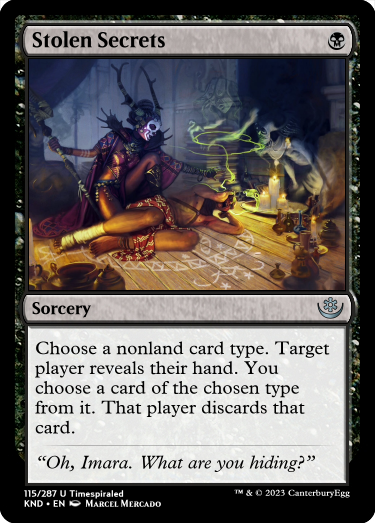 Stolen Secrets
Sorcery
Choose a nonland card type. Target
player reveals their hand. You
choose a card of the chosen type
from it. That player discards that
card.
“Oh, Imara. What are you hiding?”
115/287 U Timespiraled
KND • EN Marcel Mercado
™ & © 2023 CanterburyEgg